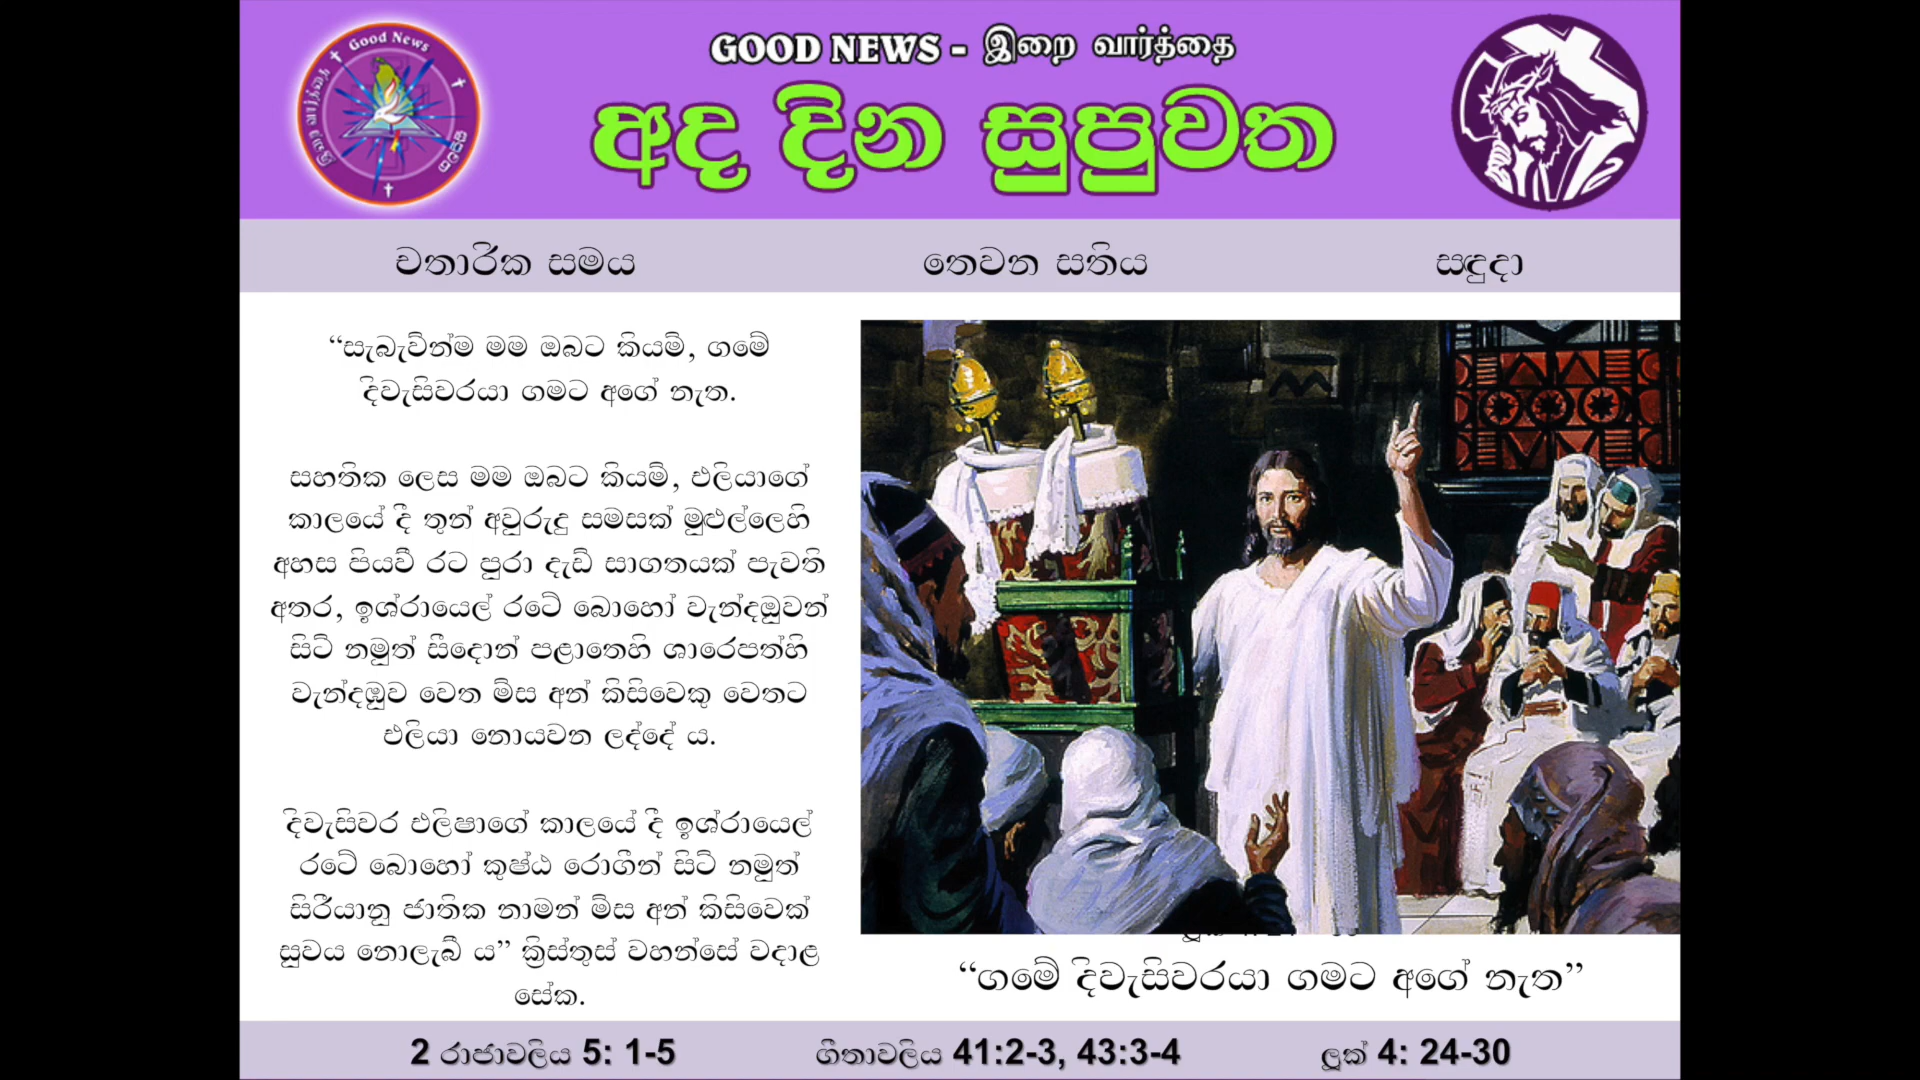 Good News
இறை வார்த்தை
GOOD NEWS - இறை வார்த்தை
අද දින සුපුවත
චතාරික සමය
තෙවන සතිය
සඳුදා
“සැබැවින්ම මම ඔබට කියමි, ගමේ
දිවැසිවරයා ගමට අගේ නැත.
සහතික ලෙස මම ඔබට කියමි, එලියාගේ
කාලයේ දී තුන් අවුරුදු සමසක් මුළුල්ලෙහි
අහස පියවී රට පුරා දැඩි සාගතයක් පැවති
අතර, ඉශ්රායෙල් රටේ බොහෝ වැන්දඹුවන්
සිටි නමුත් සීදොන් පළාතෙහි ශාරෙපත්හි
වැන්දඹුව වෙත මිස අන් කිසිවෙකු වෙතට
එලියා නොයවන ලද්දේ ය.
දිවැසිවර එලිෂාගේ කාලයේ දී ඉශ්රායෙල්
රටේ බොහෝ කුෂ්ඨ රොගීන් සිටි නමුත්
සිරීයානු ජාතික නාමන් මිස අන් කිසිවෙක්
සුවය නොලැබී ය” ක්‍රිස්තුස් වහන්සේ වදාළ
සේක.
“ගමේ දිවැසිවරයා ගමට අගේ නැත”
2 රාජාවලිය 5: 1-5
ගීතාවලිය 41:2-3, 43:3-4
ලූක් 4: 24-30